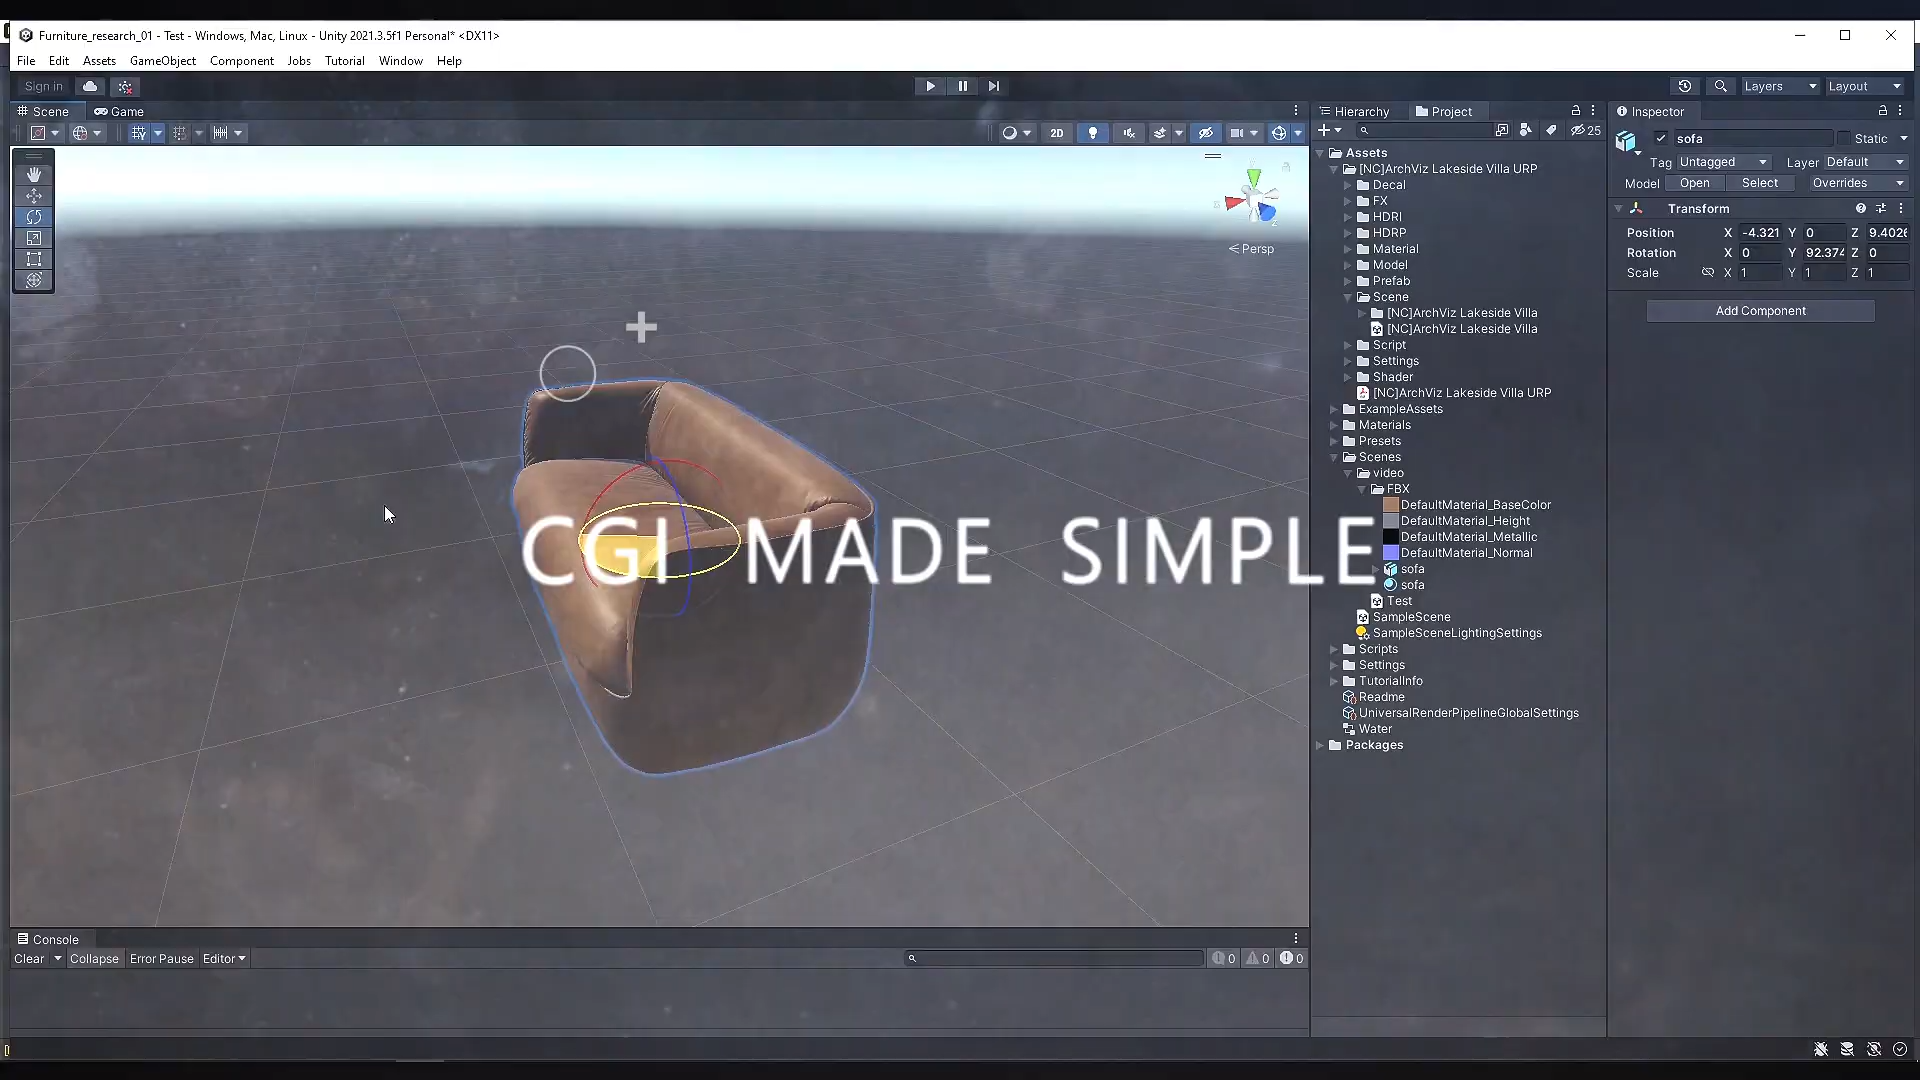 Furniture_research_01 - Test - Windows, Mac, Linux - Unity 2021.3.5f1 Personal* <DX11>
File Edit Assets GameObject Component Jobs Tutorial Window Help
Sign in
Layers Layout
Scene Game
2D
Persp
CGI MADE SIMPLE
Console
Clear Collapse Error Pause Editor
0 0 0
Hierarchy Project
25
Assets
[NC]ArchViz Lakeside Villa URP
Decal
FX
HDRI
HDRP
Material
Model
Prefab
Scene
[NC]ArchViz Lakeside Villa
[NC]ArchViz Lakeside Villa
Script
Settings
Shader
[NC]ArchViz Lakeside Villa URP
ExampleAssets
Materials
Presets
Scenes
video
FBX
DefaultMaterial_BaseColor
DefaultMaterial_Height
DefaultMaterial_Metallic
DefaultMaterial_Normal
sofa
sofa
Test
SampleScene
SampleSceneLightingSettings
Scripts
Settings
TutorialInfo
Readme
UniversalRenderPipelineGlobalSettings
Water
Packages
Inspector
sofa Static
Tag Untagged Layer Default
Model Open Select Overrides
Transform
Position X -4.321 Y 0 Z 9.4026
Rotation X 0 Y 92.374 Z 0
Scale X 1 Y 1 Z 1
Add Component